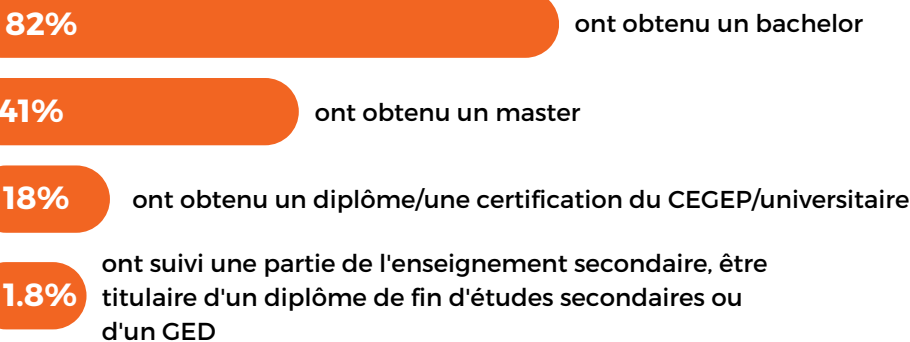 82% ont obtenu un bachelor
41% ont obtenu un master
18% ont obtenu un diplôme/une certification du CEGEP/universitaire
ont suivi une partie de l'enseignement secondaire, être
1.8% titulaire d'un diplôme de fin d'études secondaires ou
d'un GED